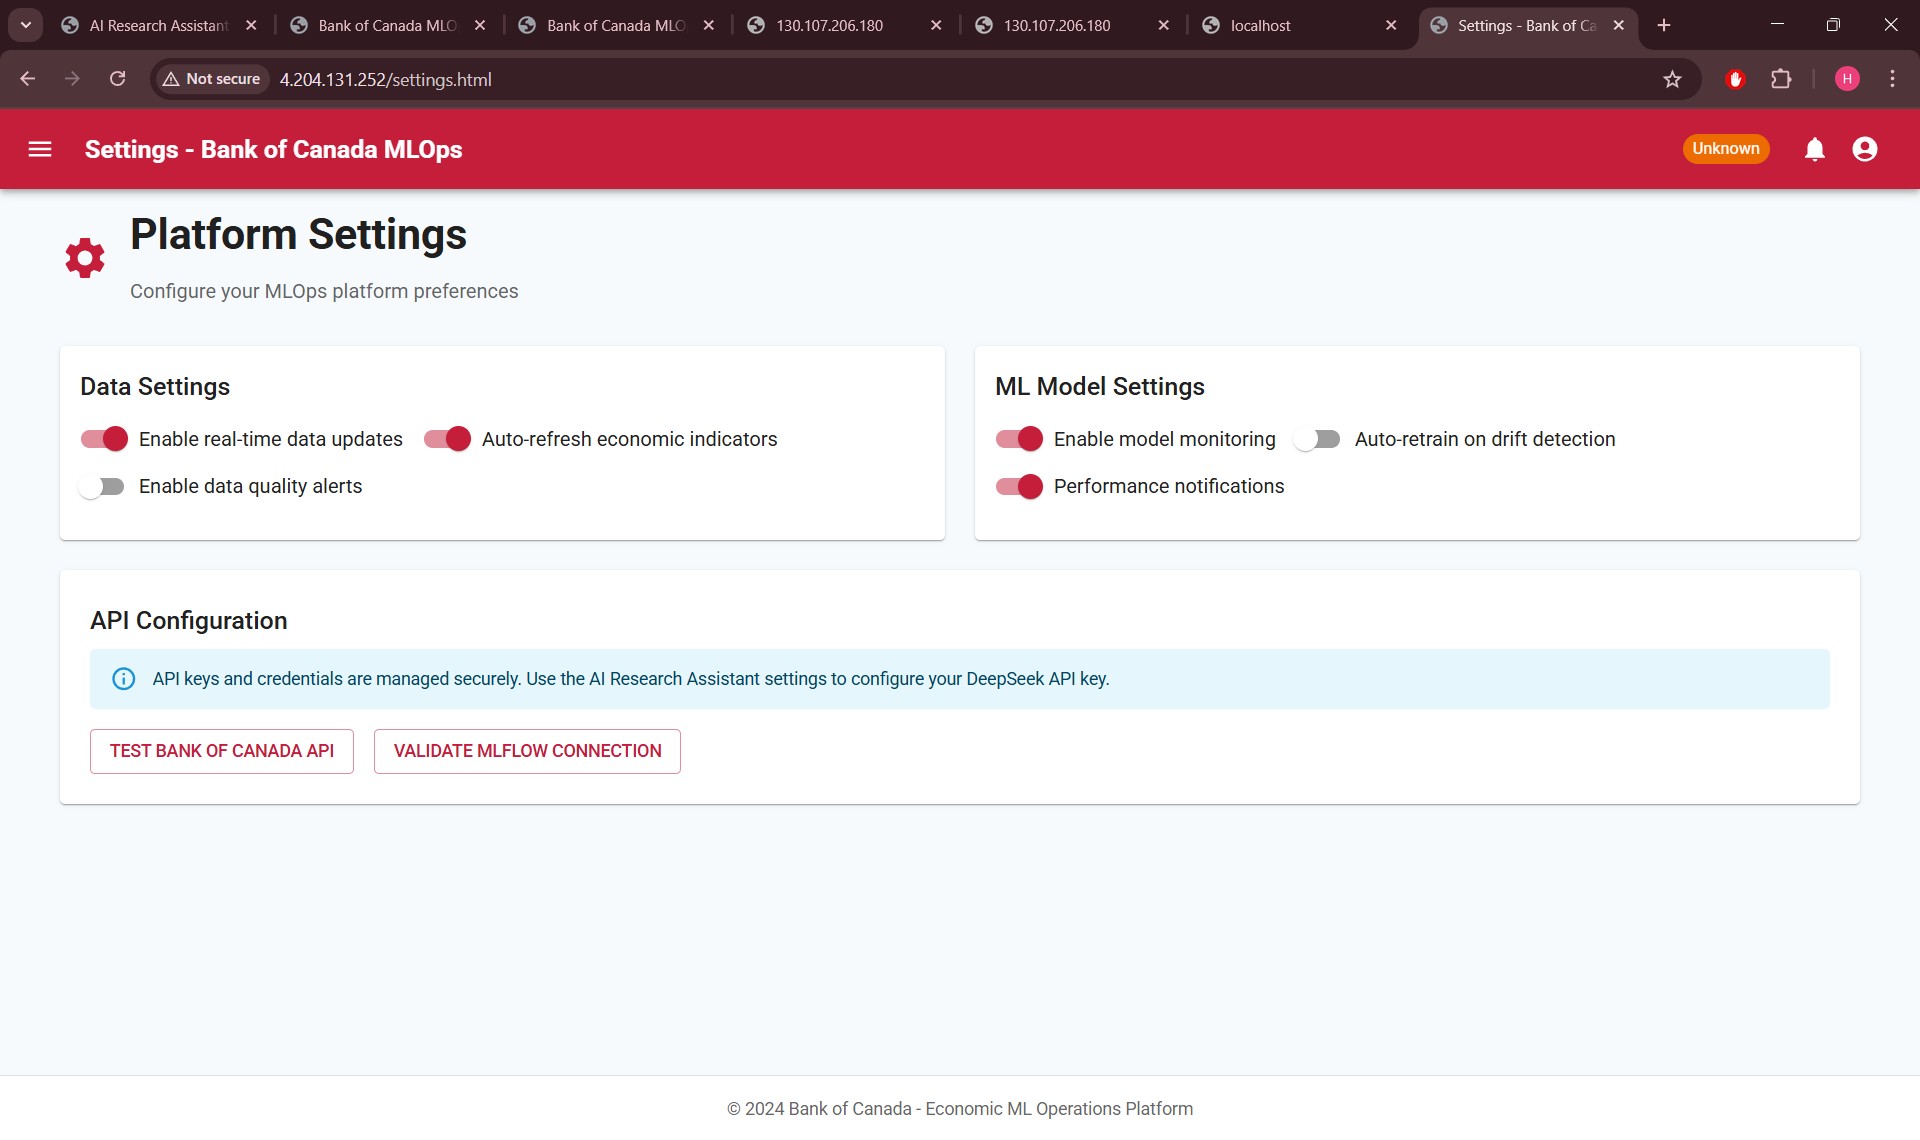 AI Research Assistant
Bank of Canada MLO
Bank of Canada MLO
130.107.206.180
130.107.206.180
localhost
Settings - Bank of Ca
Not secure
4.204.131.252/settings.html
H
Settings - Bank of Canada MLOps
Unknown
Platform Settings
Configure your MLOps platform preferences
Data Settings
Enable real-time data updates
Auto-refresh economic indicators
Enable data quality alerts
ML Model Settings
Enable model monitoring
Auto-retrain on drift detection
Performance notifications
API Configuration
API keys and credentials are managed securely. Use the AI Research Assistant settings to configure your DeepSeek API key.
TEST BANK OF CANADA API
VALIDATE MLFLOW CONNECTION
© 2024 Bank of Canada - Economic ML Operations Platform